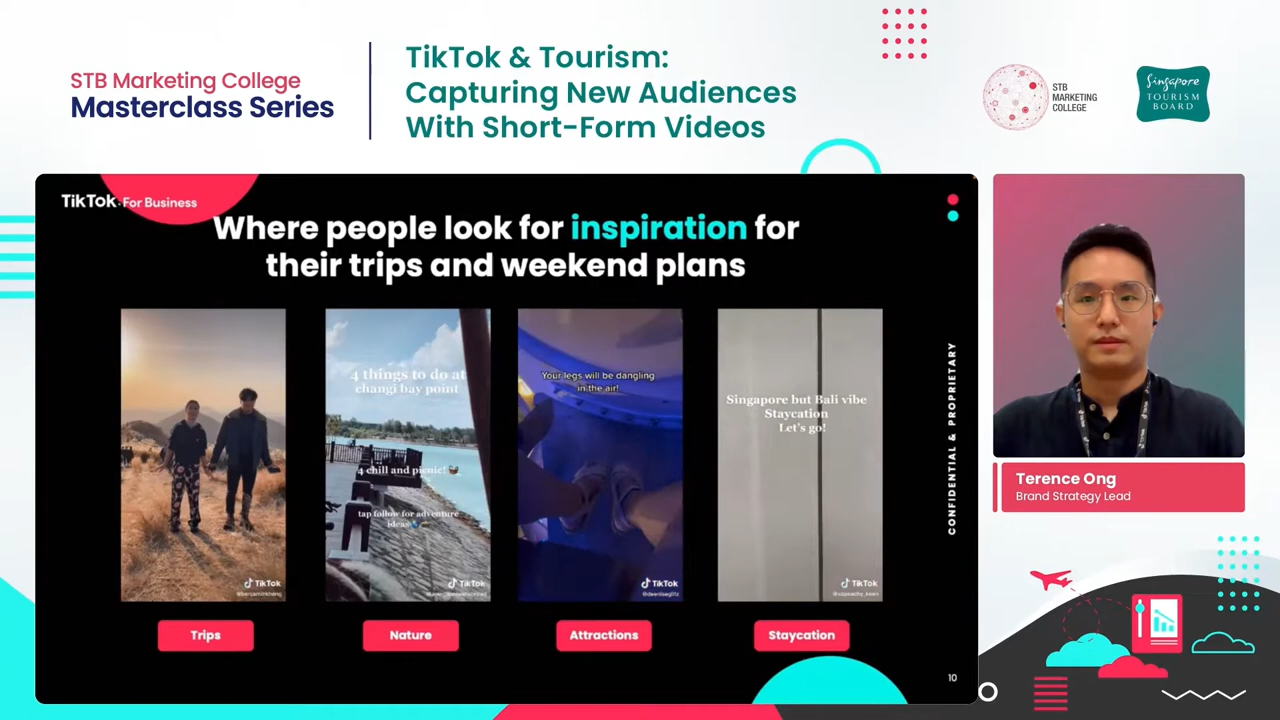 STB Marketing College
Masterclass Series
TikTok & Tourism:
Capturing New Audiences
With Short-Form Videos
STB
MARKETING
COLLEGE
Singapore
TOURISM
BOARD
TikTok: For Business
Where people look for inspiration for
their trips and weekend plans
4 things to do at
changi bay point
4 chill and picnic!
tap follow for adventure
ideas
Your legs will be dangling
in the air!
Singapore but Bali vibe
Staycation
Let's go!
TikTok
TikTok
TikTok
TikTok
Trips
Nature
Attractions
Staycation
CONFIDENTIAL & PROPRIETARY
10
Terence Ong
Brand Strategy Lead